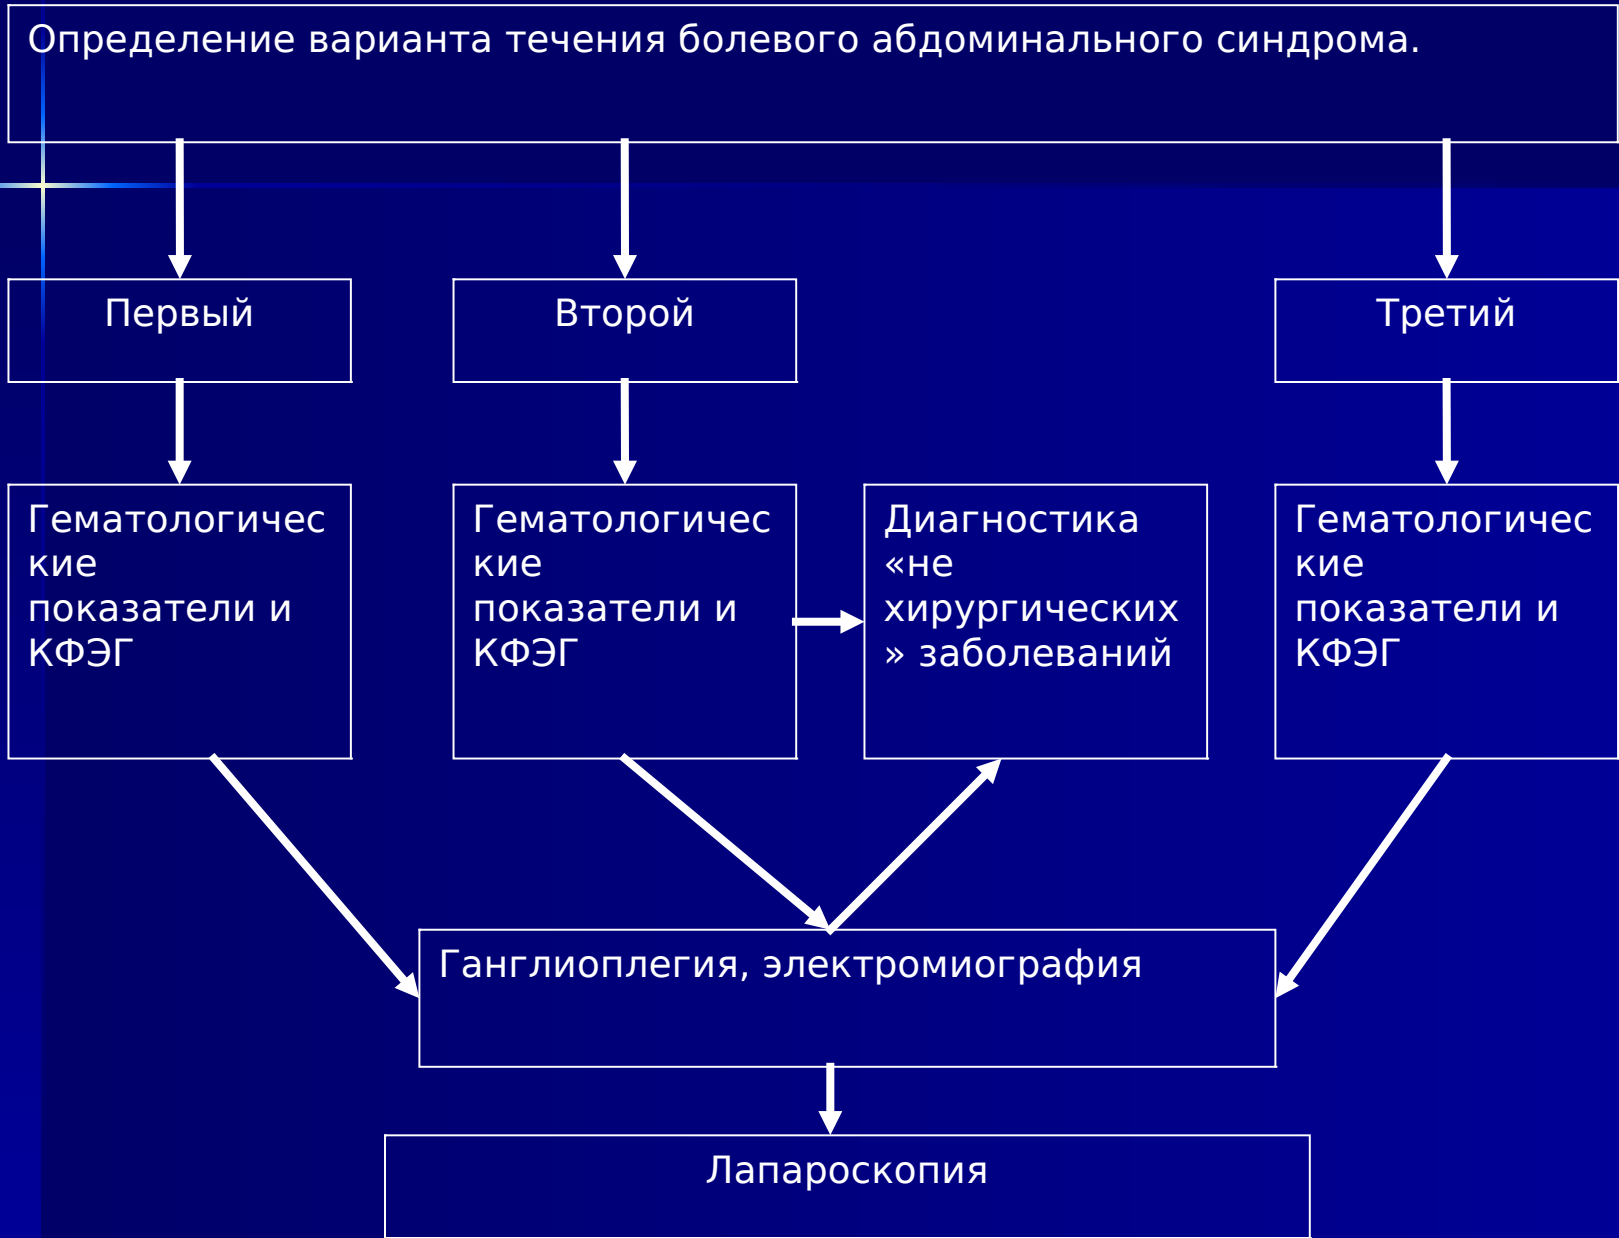 Определение варианта течения болевого абдоминального синдрома.
Первый
Второй
Третий
Гематологичес
кие
показатели и
КФЭГ
Гематологичес
кие
показатели и
КФЭГ
Диагностика
«не
хирургических
» заболеваний
Гематологичес
кие
показатели и
КФЭГ
Ганглиоплегия, электромиография
Лапароскопия